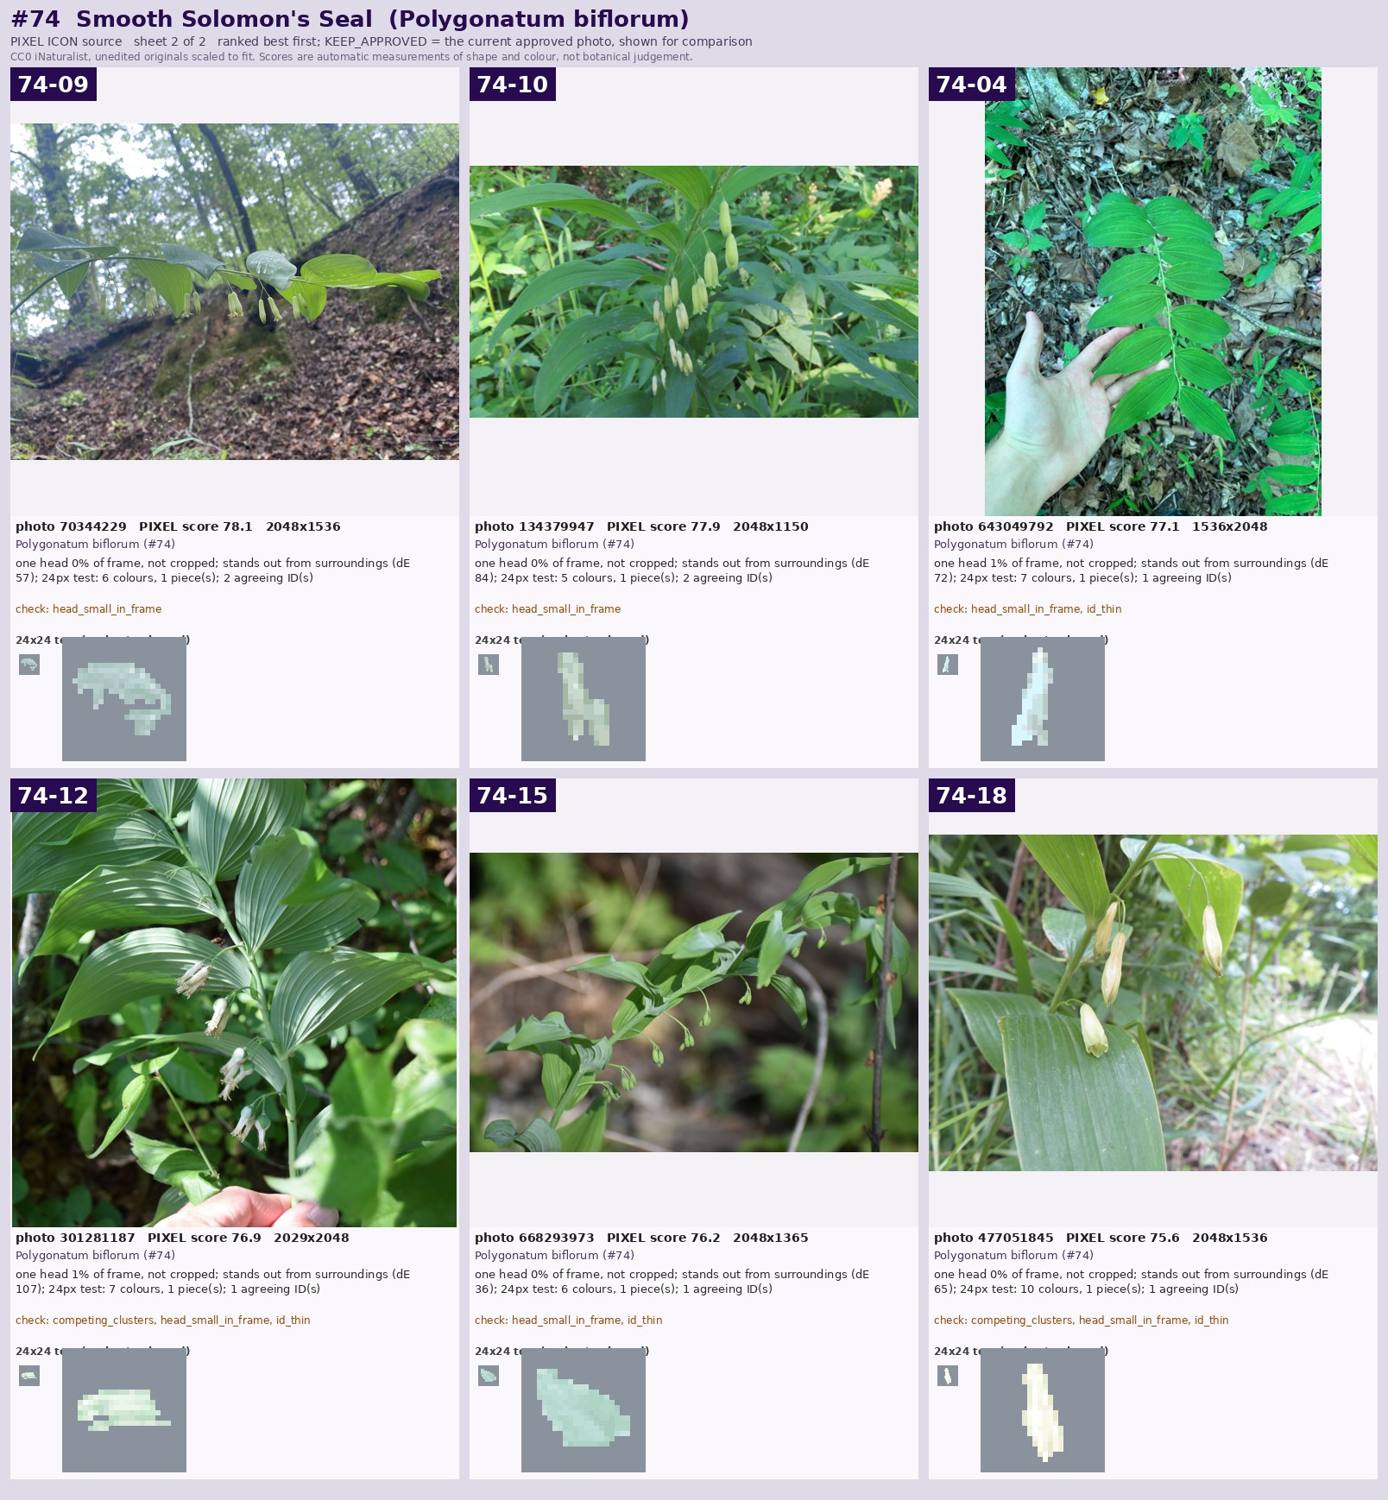 #74 Smooth Solomon's Seal (Polygonatum biflorum)
PIXEL ICON source sheet 2 of 2 ranked best first; KEEP_APPROVED = the current approved photo, shown for comparison
CC0 iNaturalist, unedited originals scaled to fit. Scores are automatic measurements of shape and colour, not botanical judgement.
74-09
photo 70344229 PIXEL score 78.1 2048x1536
Polygonatum biflorum (#74)
one head 0% of frame, not cropped; stands out from surroundings (dE
57); 24px test: 6 colours, 1 piece(s); 2 agreeing ID(s)
check: head_small_in_frame
24x24
74-10
photo 134379947 PIXEL score 77.9 2048x1150
Polygonatum biflorum (#74)
one head 0% of frame, not cropped; stands out from surroundings (dE
84); 24px test: 5 colours, 1 piece(s); 2 agreeing ID(s)
check: head_small_in_frame
24x24
74-04
photo 643049792 PIXEL score 77.1 1536x2048
Polygonatum biflorum (#74)
one head 1% of frame, not cropped; stands out from surroundings (dE
72); 24px test: 7 colours, 1 piece(s); 1 agreeing ID(s)
check: head_small_in_frame, id_thin
24x24
74-12
photo 301281187 PIXEL score 76.9 2029x2048
Polygonatum biflorum (#74)
one head 1% of frame, not cropped; stands out from surroundings (dE
107); 24px test: 7 colours, 1 piece(s); 1 agreeing ID(s)
check: competing_clusters, head_small_in_frame, id_thin
24x24
74-15
photo 668293973 PIXEL score 76.2 2048x1365
Polygonatum biflorum (#74)
one head 0% of frame, not cropped; stands out from surroundings (dE
36); 24px test: 6 colours, 1 piece(s); 1 agreeing ID(s)
check: head_small_in_frame, id_thin
24x24
74-18
photo 477051845 PIXEL score 75.6 2048x1536
Polygonatum biflorum (#74)
one head 0% of frame, not cropped; stands out from surroundings (dE
65); 24px test: 10 colours, 1 piece(s); 1 agreeing ID(s)
check: competing_clusters, head_small_in_frame, id_thin
24x24